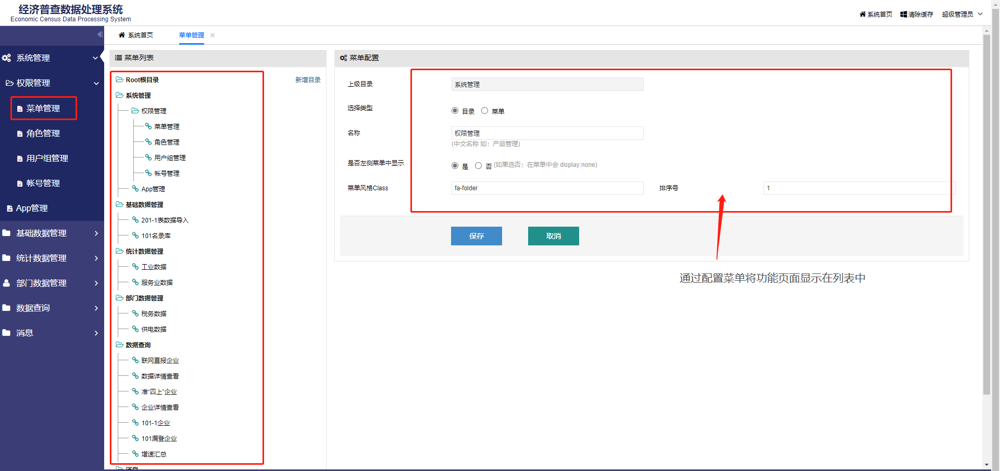 经济普查数据处理系统
Economic Census Data Processing System
系统首页
清除缓存
超级管理员
系统首页
菜单管理
系统管理
权限管理
菜单管理
角色管理
用户组管理
帐号管理
App管理
基础数据管理
统计数据管理
部门数据管理
数据查询
消息
菜单列表
Root根目录
新增目录
系统管理
权限管理
菜单管理
角色管理
用户组管理
帐号管理
App管理
基础数据管理
201-1表数据导入
101名录库
统计数据管理
工业数据
服务业数据
部门数据管理
税务数据
供电数据
数据查询
联网直报企业
数据详情查看
准“四上”企业
企业详情查看
101-1企业
101漏登企业
增速汇总
消息
菜单配置
上级目录
系统管理
选择类型
目录 菜单
名称
权限管理
(中文名称 如：产品管理)
是否左侧菜单中显示
是 否 (如果选否；在菜单中会 display:none)
菜单风格Class
fa-folder
排序号
1
保存
取消
通过配置菜单将功能页面显示在列表中